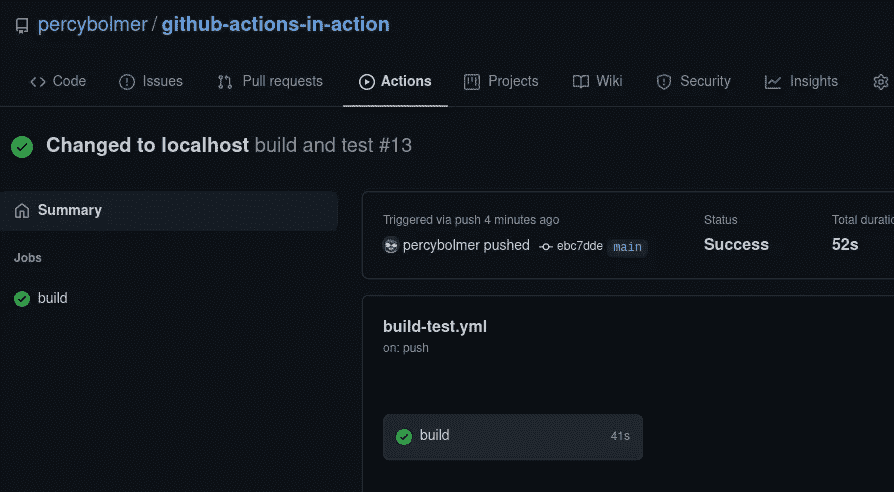 percybolmer / github-actions-in-action
Code Issues Pull requests Actions Projects Wiki Security Insights
Changed to localhost build and test #13
Summary
Jobs
build
Triggered via push 4 minutes ago
percybolmer pushed ebc7dde main
Status
Success
Total duratio
52s
build-test.yml
on: push
build 41s